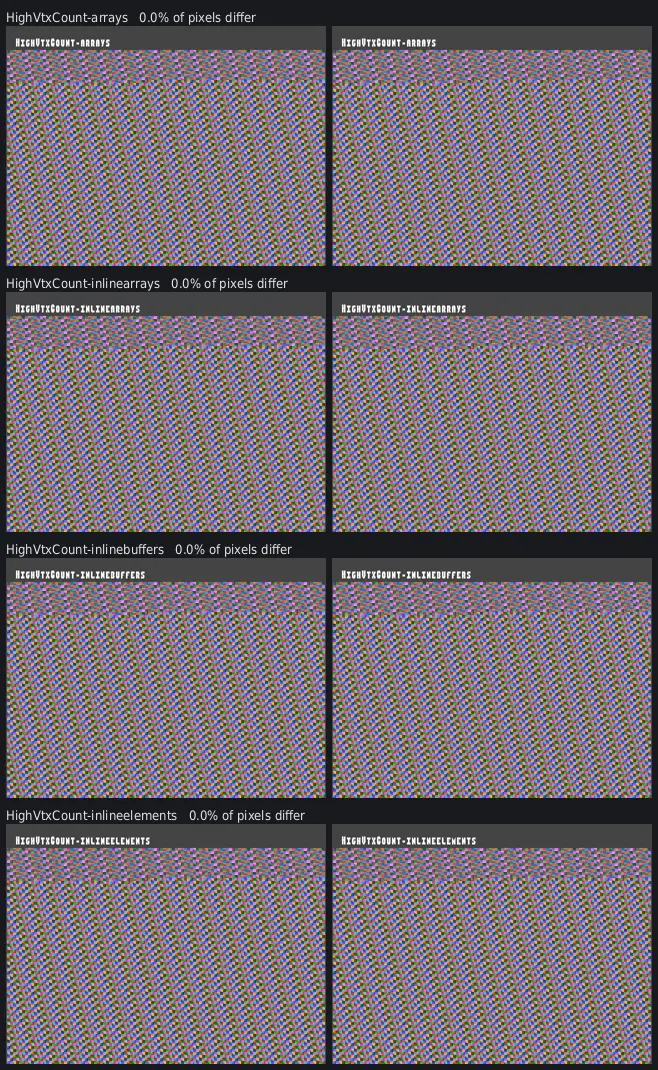 HighVtxCount-arrays 0.0% of pixels differ
HighVtxCount-arrays HighVtxCount-arrays
HighVtxCount-inlinearrays 0.0% of pixels differ
HighVtxCount-inlinearrays HighVtxCount-inlinearrays
HighVtxCount-inlinebuffers 0.0% of pixels differ
HighVtxCount-inlinebuffers HighVtxCount-inlinebuffers
HighVtxCount-inlineelements 0.0% of pixels differ
HighVtxCount-inlineelements HighVtxCount-inlineelements